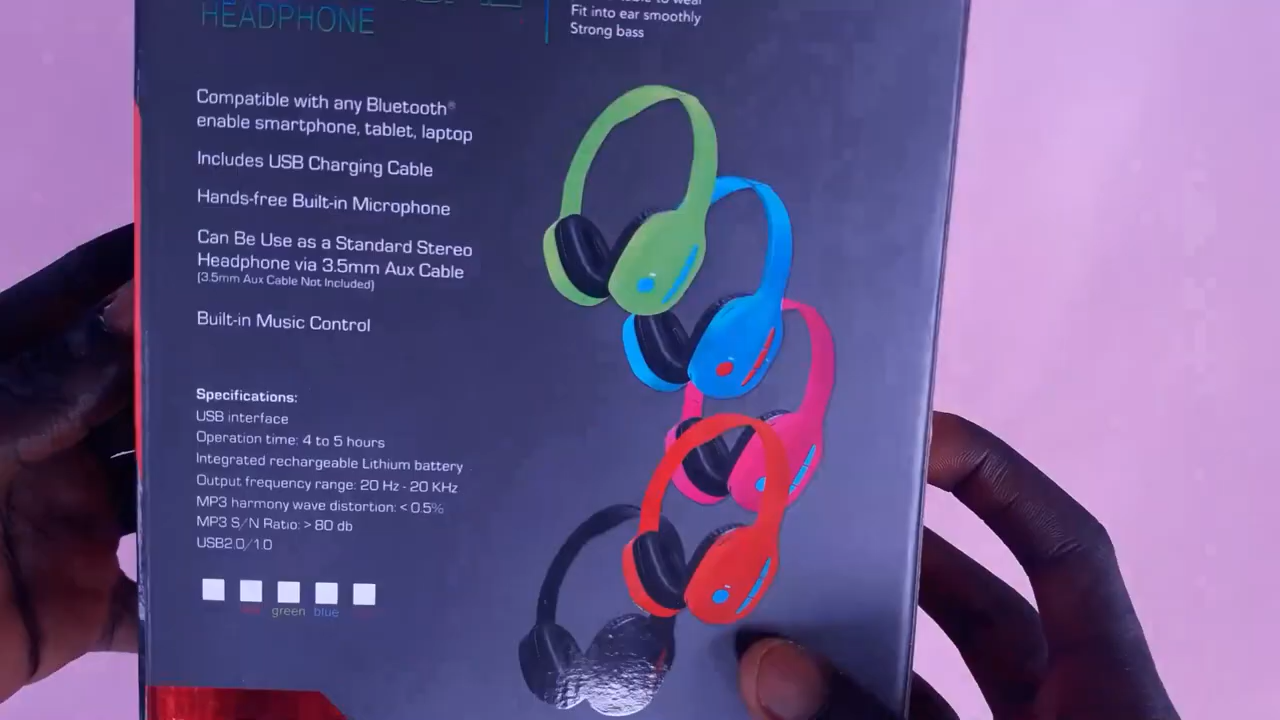 HEADPHONE
to wear
Fit into ear smoothly
Strong bass
Compatible with any Bluetooth®
enable smartphone, tablet, laptop
Includes USB Charging Cable
Hands-free Built-in Microphone
Can Be Use as a Standard Stereo
Headphone via 3.5mm Aux Cable
(3.5mm Aux Cable Not Included)
Built-in Music Control
Specifications:
USB interface
Operation time: 4 to 5 hours
Integrated rechargeable Lithium battery
Output frequency range: 20 Hz - 20 KHz
MP3 harmony wave distortion: < 0.5%
MP3 S/N Ratio: > 80 db
USB2.0/1.0
green blue